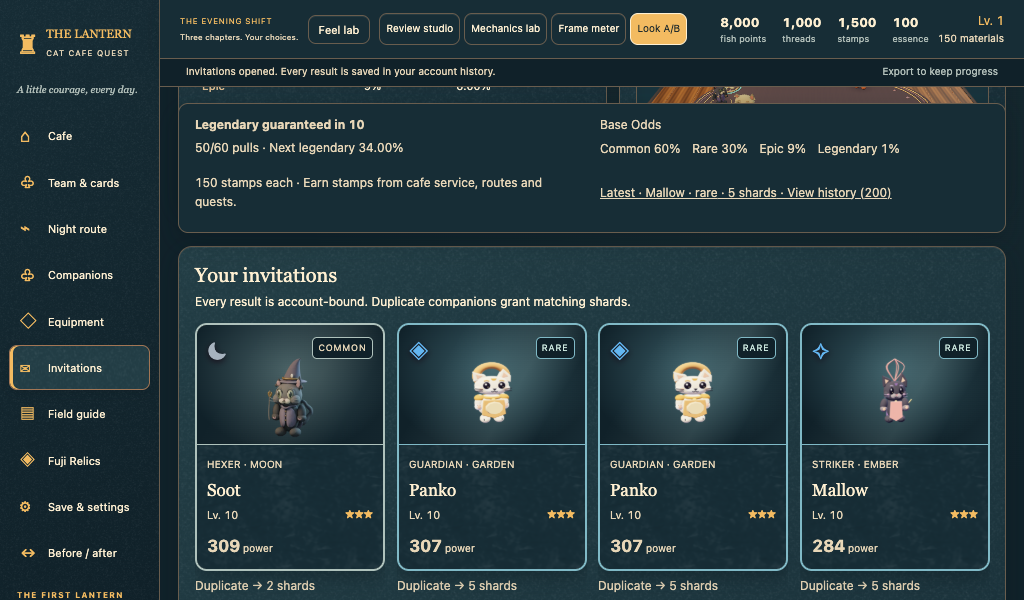 THE LANTERN
CAT CAFE QUEST
A little courage, every day.
Cafe
Team & cards
Night route
Companions
Equipment
Invitations
Field guide
Fuji Relics
Save & settings
Before / after
THE FIRST LANTERN
THE EVENING SHIFT
Three chapters. Your choices.
Feel lab
Review studio
Mechanics lab
Frame meter
Look A/B
8,000
fish points
1,000
threads
1,500
stamps
100
essence
Lv. 1
150 materials
Invitations opened. Every result is saved in your account history.
Export to keep progress
Epic 9% 6.00%
Legendary guaranteed in 10
50/60 pulls · Next legendary 34.00%
150 stamps each · Earn stamps from cafe service, routes and
quests.
Base Odds
Common 60% Rare 30% Epic 9% Legendary 1%
Latest · Mallow · rare · 5 shards · View history (200)
Your invitations
Every result is account-bound. Duplicate companions grant matching shards.
COMMON
HEXER · MOON
Soot
Lv. 10
309 power
Duplicate → 2 shards
RARE
GUARDIAN · GARDEN
Panko
Lv. 10
307 power
Duplicate → 5 shards
RARE
GUARDIAN · GARDEN
Panko
Lv. 10
307 power
Duplicate → 5 shards
RARE
STRIKER · EMBER
Mallow
Lv. 10
284 power
Duplicate → 5 shards